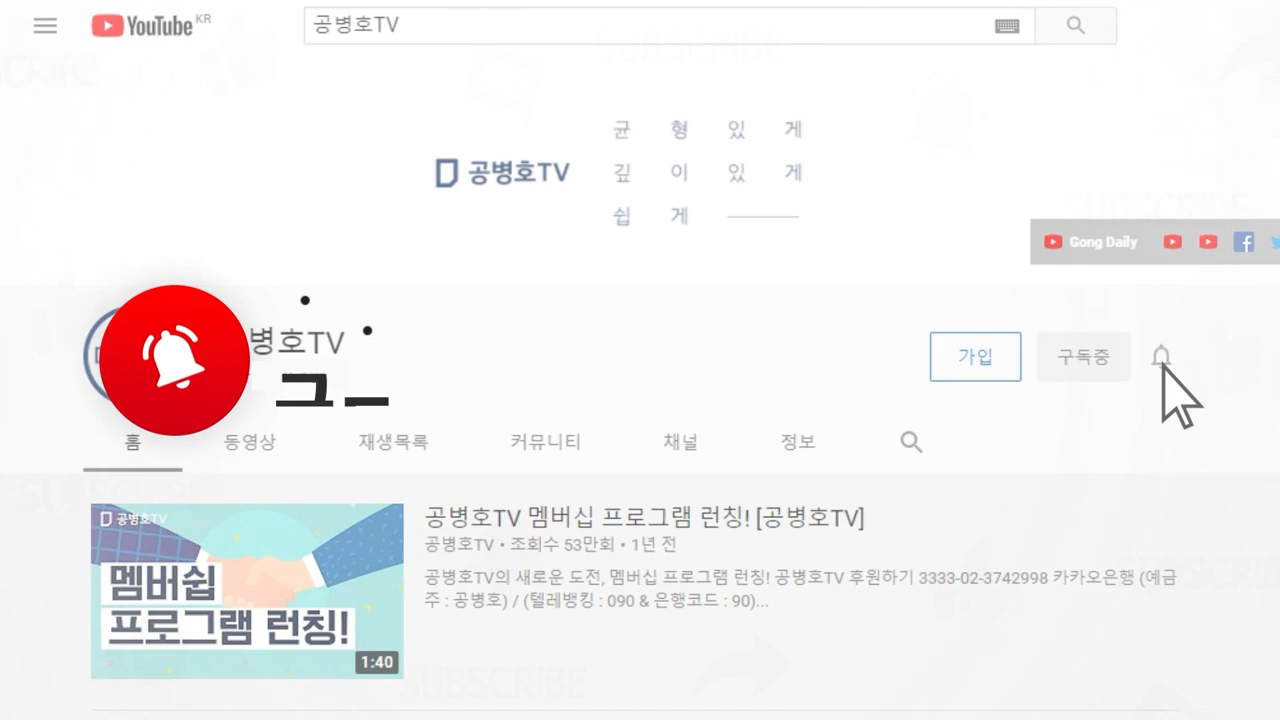 YouTube KR
공병호TV
SUBSCRIBE
균형있게
공병호TV 깊이있게
쉽게
SUBSCRIBE
Gong Daily
병호TV
가입 구독중
홈 동영상 재생목록 커뮤니티 채널 정보
SUBSCRIBE
공병호TV
멤버쉽
프로그램 런칭!
1:40
공병호TV 멤버십 프로그램 런칭! [공병호TV]
공병호TV • 조회수 53만회 • 1년 전
공병호TV의 새로운 도전, 멤버십 프로그램 런칭! 공병호TV 후원하기 3333-02-3742998 카카오은행 (예금
주 : 공병호) / (텔레뱅킹 : 090 & 은행코드 : 90)...
SUBSCRIBE